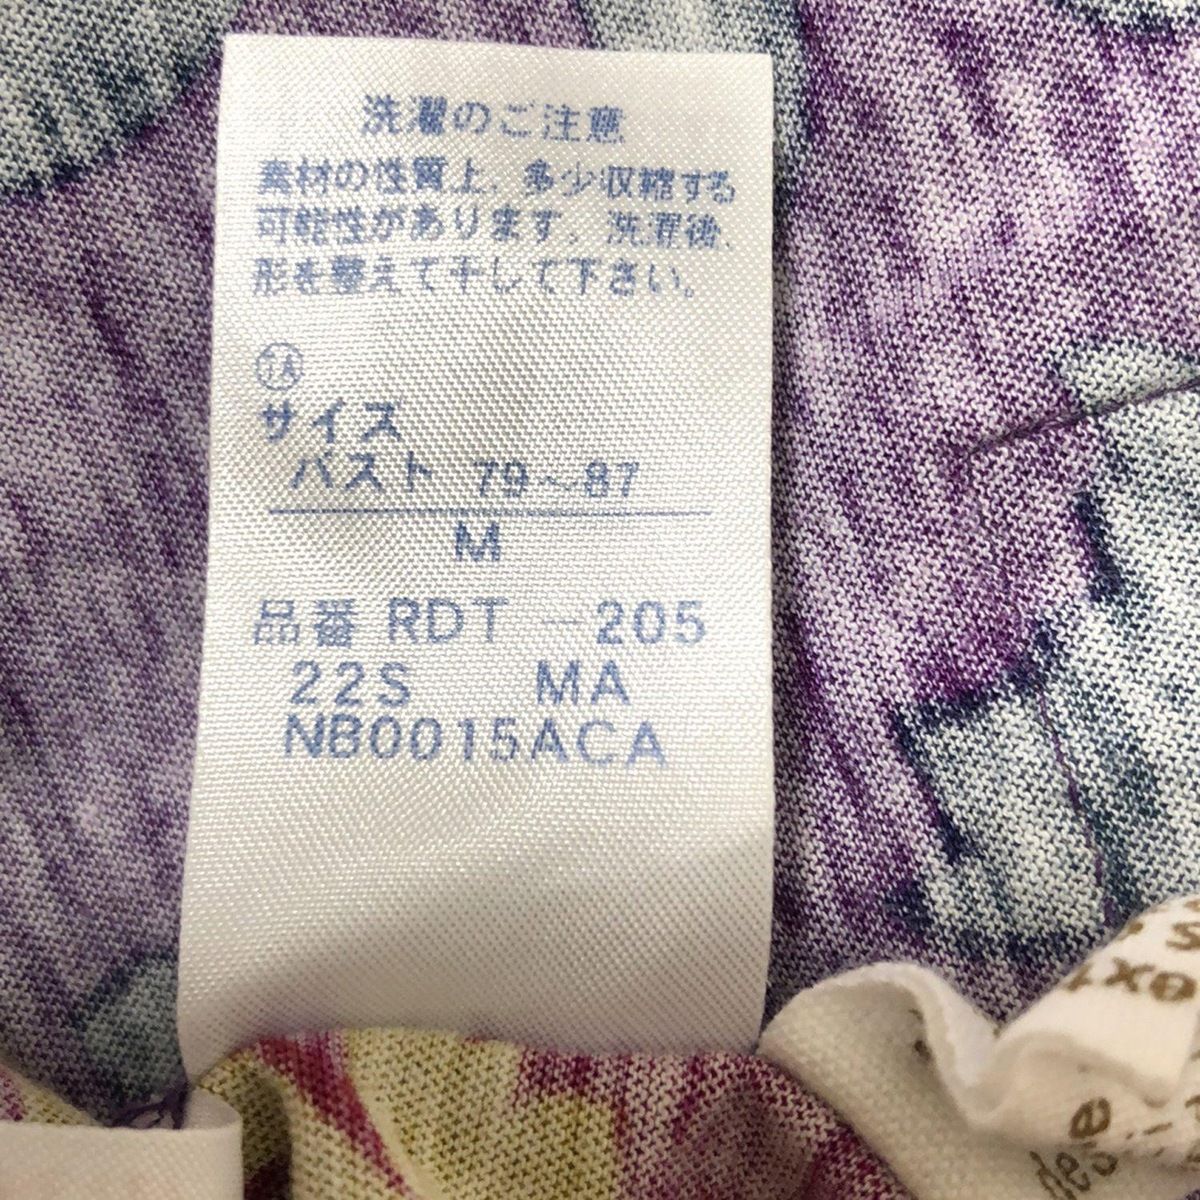 洗濯のご注意
素材の性質上、多少収縮する
可能性があります。洗濯後、
形を整えて干して下さい。
サイズ
バスト 79〜87
M
品番 RDT -205
22S MA
NB0015ACA
ext
de